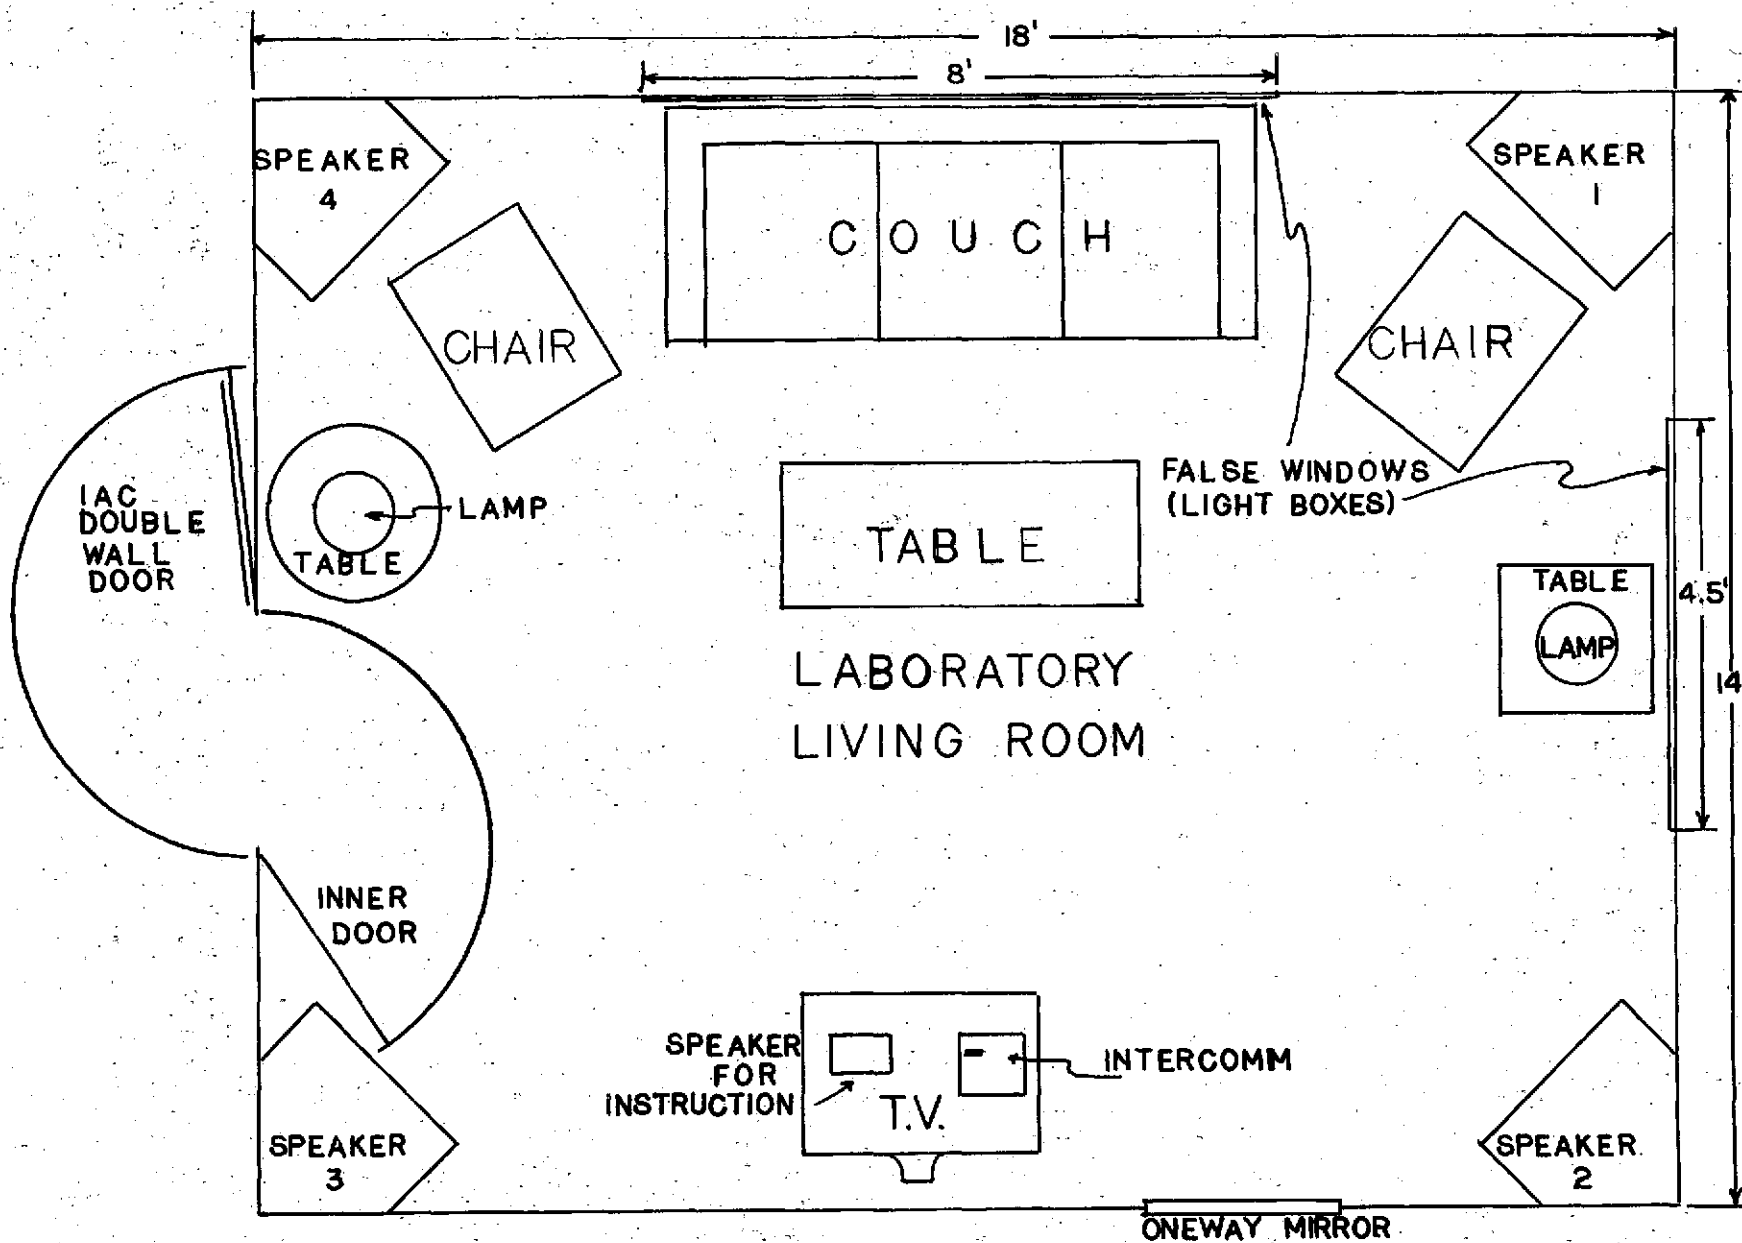 18'
8'
SPEAKER
4
COUCH
SPEAKER
1
CHAIR
CHAIR
IAC
DOUBLE
WALL
DOOR
LAMP
TABLE
FALSE WINDOWS
(LIGHT BOXES)
TABLE
TABLE
LAMP
4.5'
14
LABORATORY
LIVING ROOM
INNER
DOOR
SPEAKER
FOR
INSTRUCTION
INTERCOMM
T.V.
SPEAKER
3
SPEAKER
2
ONEWAY MIRROR